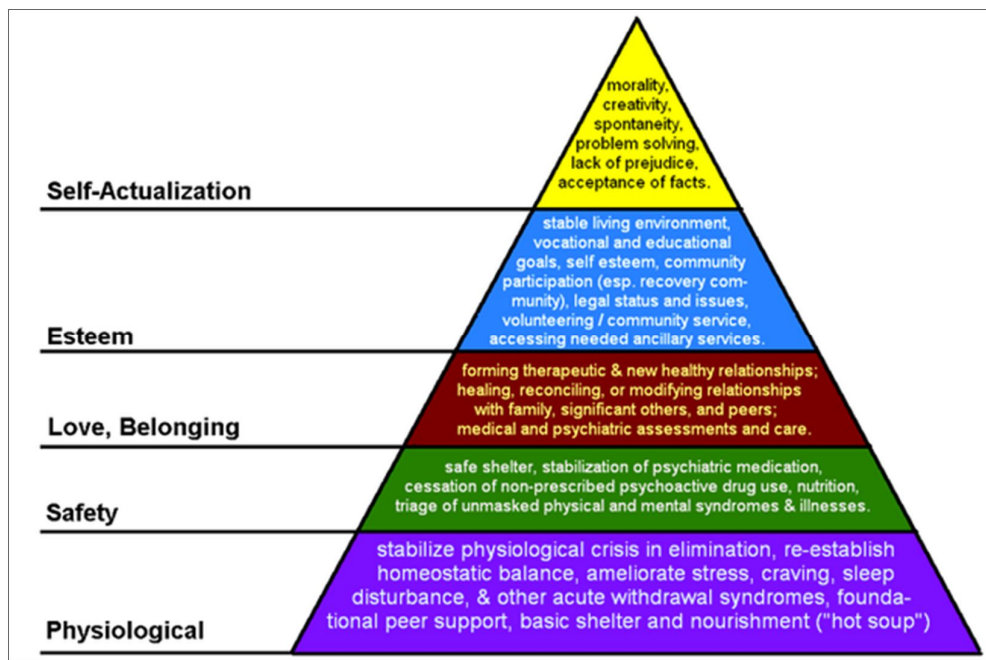 morality,
creativity,
spontaneity,
problem solving,
lack of prejudice,
acceptance of facts.
Self-Actualization
stable living environment,
vocational and educational
goals, self esteem, community
participation (esp. recovery com-
munity), legal status and issues,
volunteering / community service,
accessing needed ancillary services.
Esteem
forming therapeutic & new healthy relationships;
healing, reconciling, or modifying relationships
with family, significant others, and peers;
medical and psychiatric assessments and care.
Love, Belonging
safe shelter, stabilization of psychiatric medication,
cessation of non-prescribed psychoactive drug use, nutrition,
triage of unmasked physical and mental syndromes & illnesses.
Safety
stabilize physiological crisis in elimination, re-establish
homeostatic balance, ameliorate stress, craving, sleep
disturbance, & other acute withdrawal syndromes, founda-
tional peer support, basic shelter and nourishment ("hot soup")
Physiological